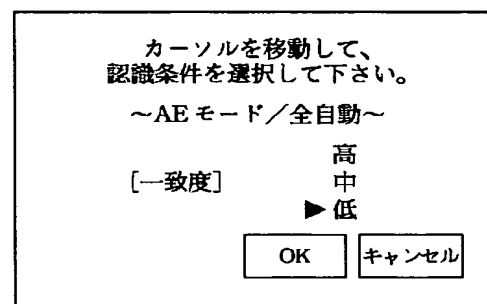 カーソルを移動して、
認識条件を選択して下さい。
～AEモード／全自動～
高
[一致度] 中
▶低
OK キャンセル